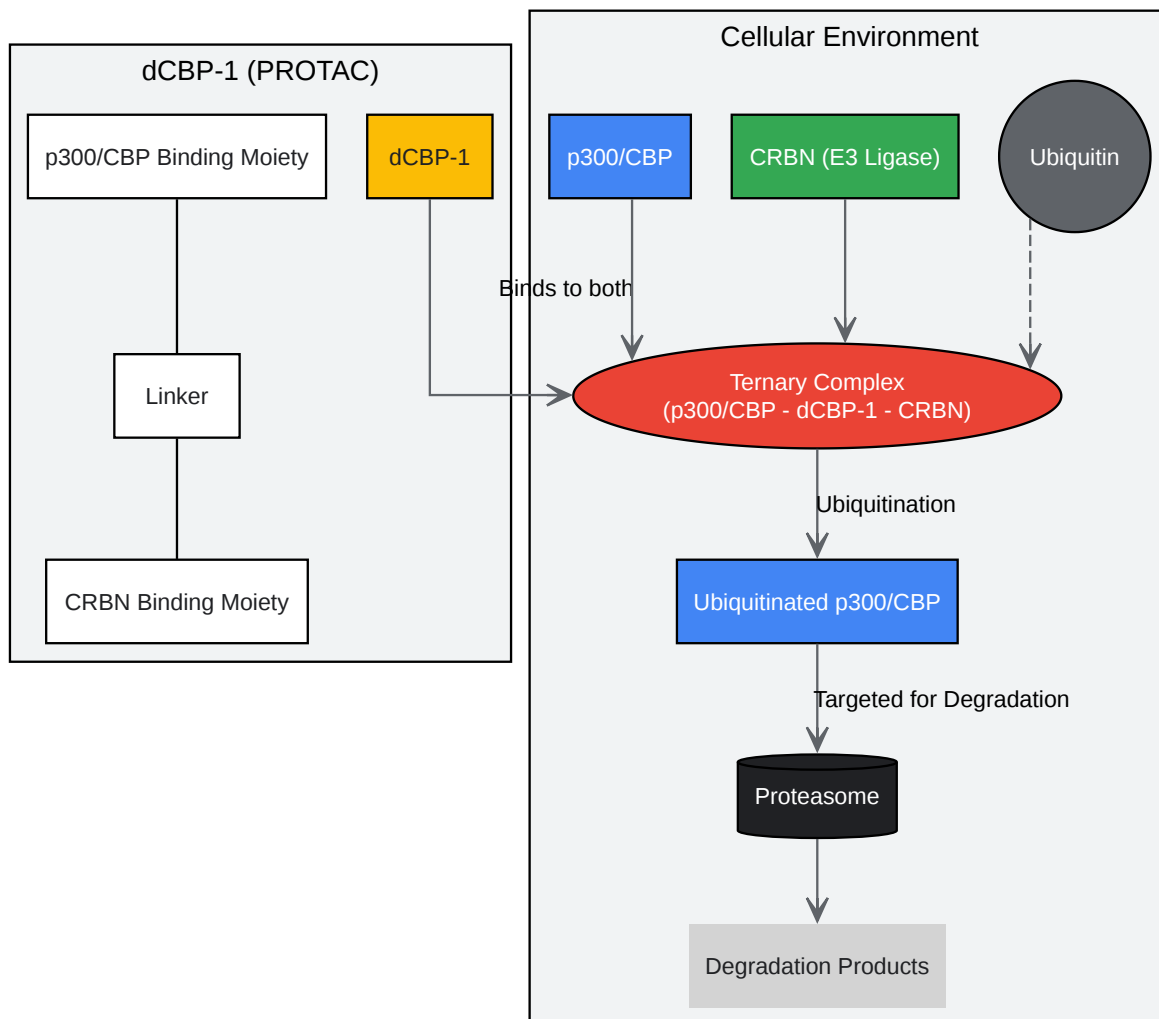 dCBP-1 (PROTAC)
p300/CBP Binding Moiety
dCBP-1
Linker
CRBN Binding Moiety
Cellular Environment
p300/CBP
CRBN (E3 Ligase)
Ubiquitin
Binds to both
Ternary Complex
(p300/CBP - dCBP-1 - CRBN)
Ubiquitination
Ubiquitinated p300/CBP
Targeted for Degradation
Proteasome
Degradation Products